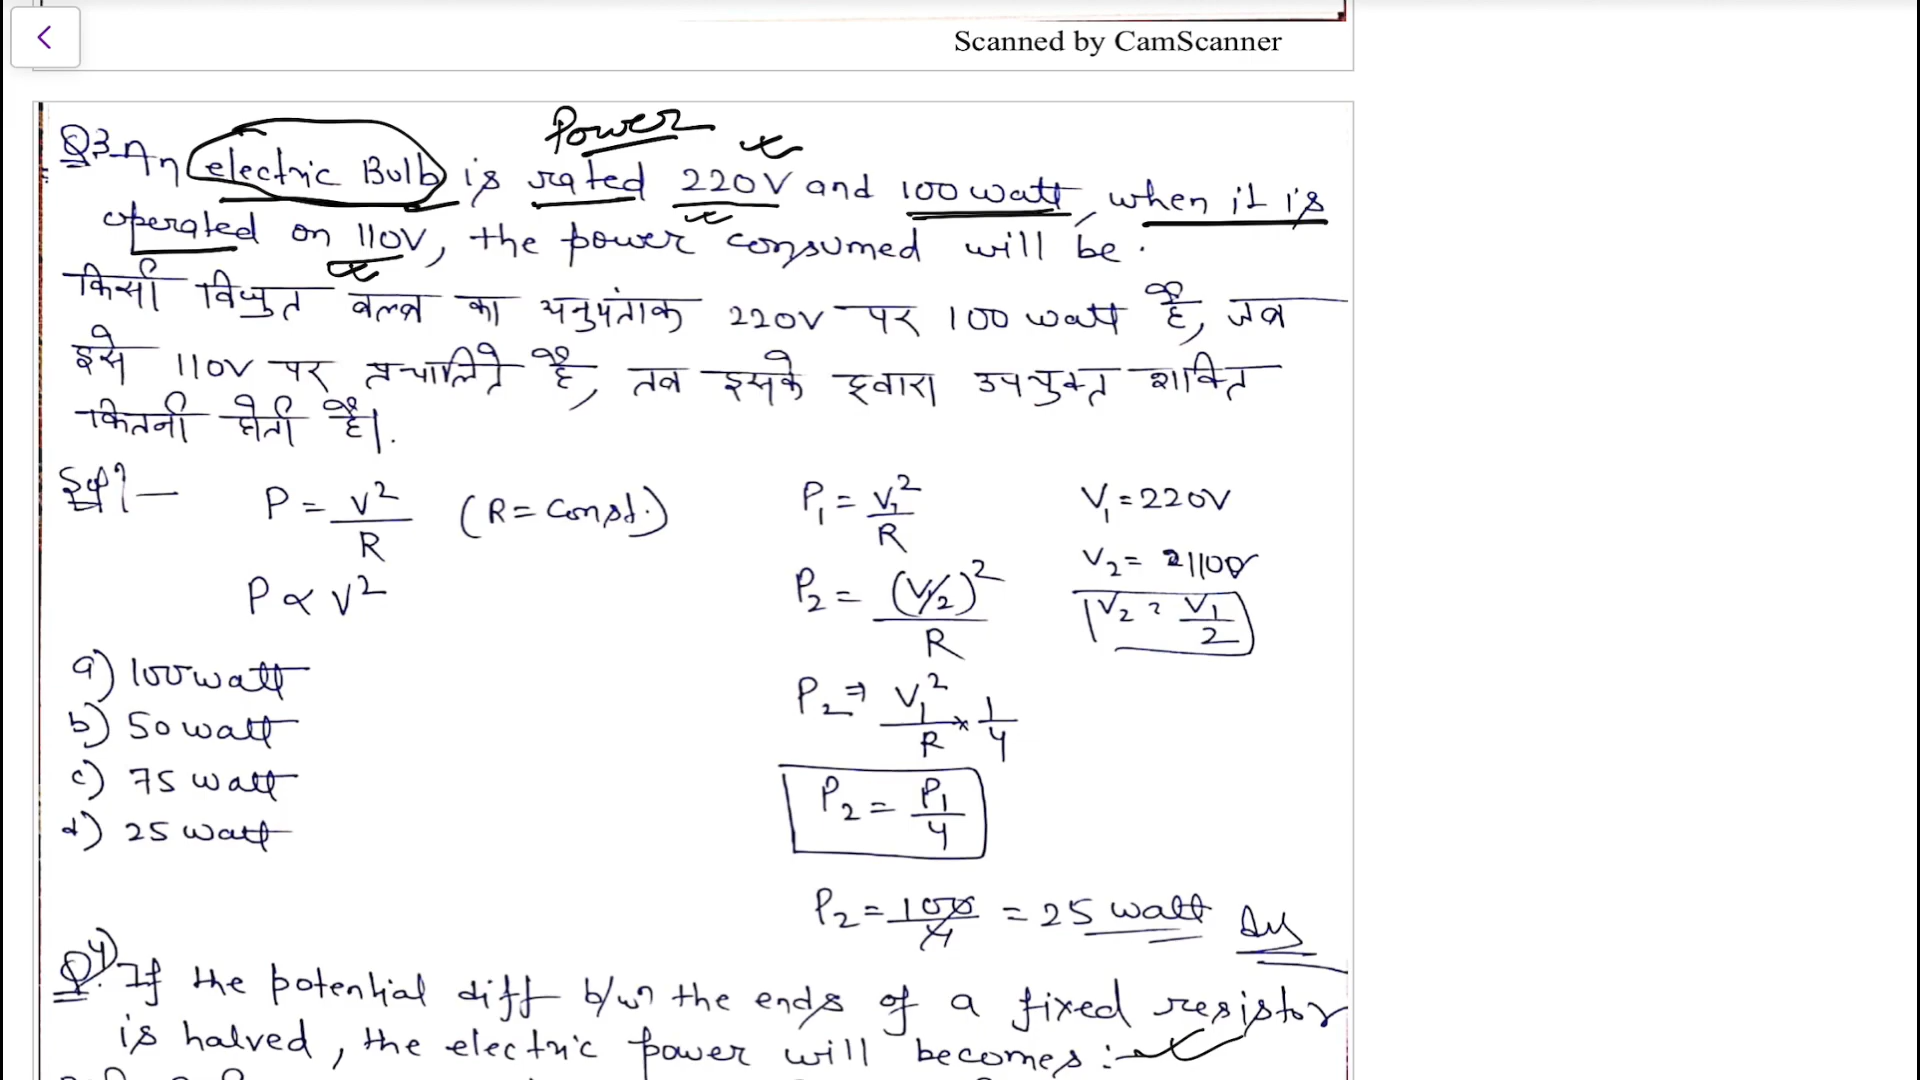 Scanned by CamScanner
Power
Q3 An electric Bulb is rated 220V and 100 watt, when it is
operated on 110V, the power consumed will be.
किसी विधुत बल्ब का अनुमतांक 220V पर 100 watt है, जब
इसे 110V पर प्रचालित है, तब इसके द्वारा उपयुक्त शक्ति
कितनी होती है।.
P = V²/R (R = Const.)
P ∝ V²
a) 100 watt
b) 50 watt
c) 75 watt
d) 25 watt
P₁ = V₁²/R
P₂ = (V/2)²/R
P₂ ⇒ V₁²/R × 1/4
P₂ = P₁/4
P₂ = 100/4 = 25 watt Ans
V₁ = 220V
V₂ = 110V
V₂ = V₁/2
Q4) If the potential diff b/w the ends of a fixed resistor
is halved, the electric power will becomes :-